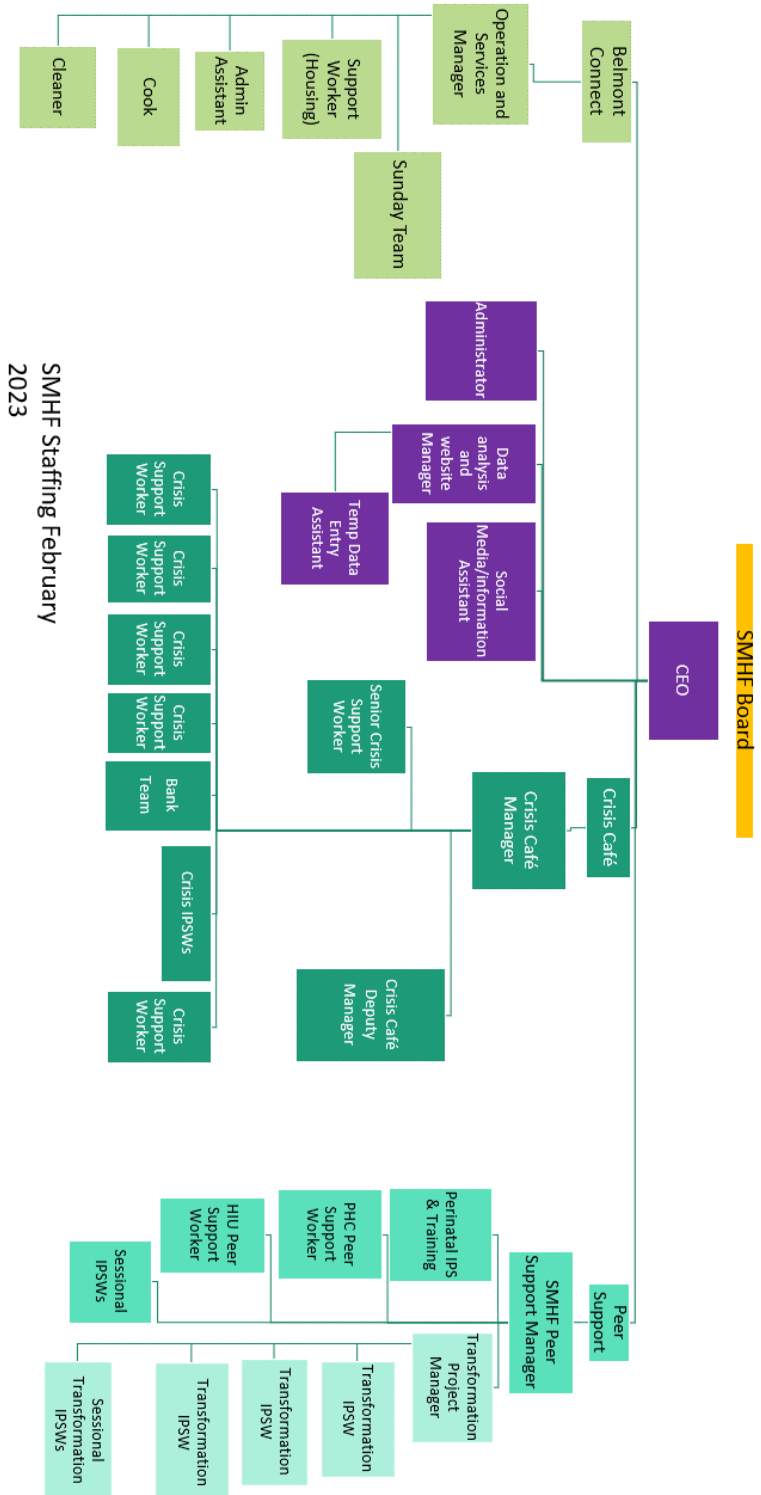 SMHF Board
CEO
Belmont
Connect
Operation and
Services
Manager
Sunday Team
Support
Worker
(Housing)
Admin
Assistant
Cook
Cleaner
Administrator
Data
analysis
and
website
Manager
Temp Data
Entry
Assistant
Social
Media/information
Assistant
Crisis Café
Crisis Café
Manager
Senior Crisis
Support
Worker
Crisis Café
Deputy
Manager
Crisis
Support
Worker
Crisis
Support
Worker
Crisis
Support
Worker
Crisis
Support
Worker
Bank
Team
Crisis IPSWs
Crisis
Support
Worker
Peer
Support
SMHF Peer
Support Manager
Perinatal IPS
& Training
PHC Peer
Support
Worker
HIU Peer
Support
Worker
Sessional
IPSWs
Transformation
Project
Manager
Transformation
IPSW
Transformation
IPSW
Transformation
IPSW
Sessional
Transformation
IPSWs
SMHF Staffing February
2023